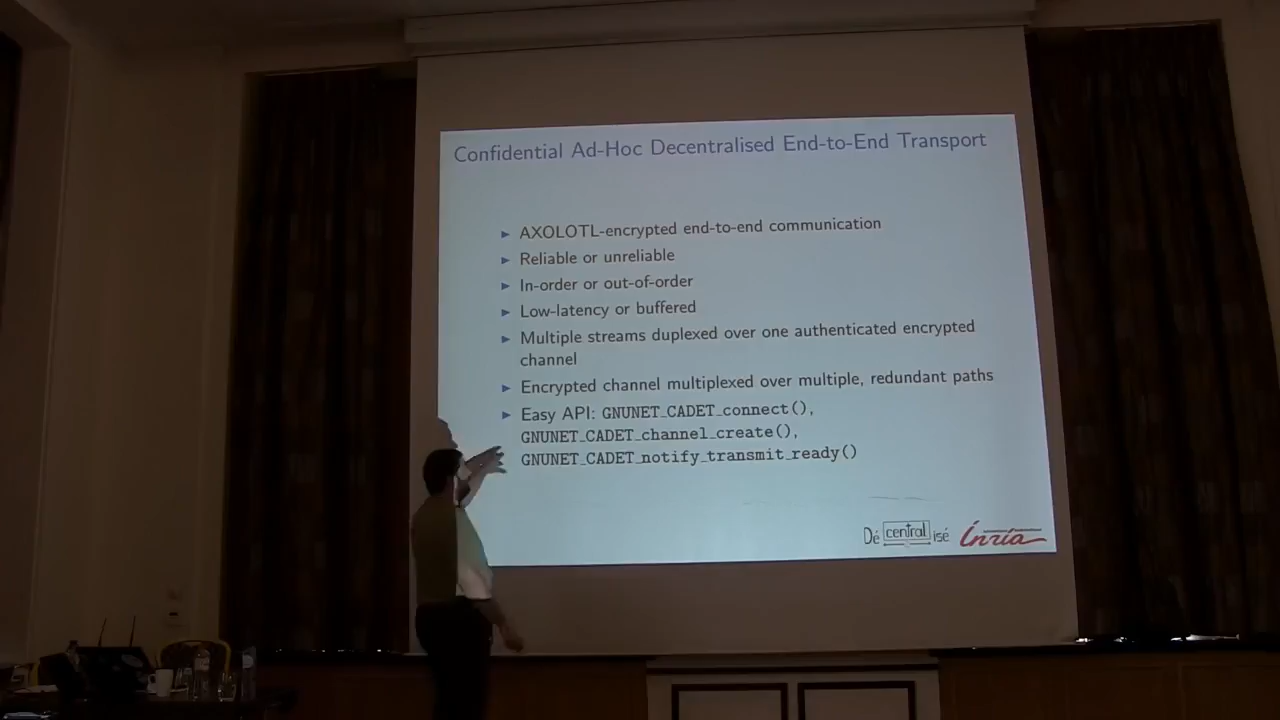 Confidential Ad-Hoc Decentralised End-to-End Transport
► AXOLOTL-encrypted end-to-end communication
► Reliable or unreliable
► In-order or out-of-order
► Low-latency or buffered
► Multiple streams duplexed over one authenticated encrypted
channel
► Encrypted channel multiplexed over multiple, redundant paths
► Easy API: GNUNET_CADET_connect(),
GNUNET_CADET_channel_create(),
GNUNET_CADET_notify_transmit_ready()
Dé central isé Inria